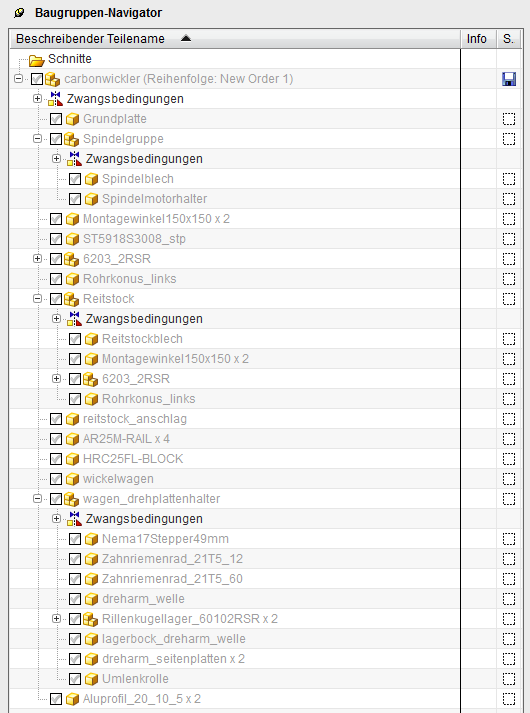 Baugruppen-Navigator
Beschreibender Teilename Info S.
Schnitte
carbonwickler (Reihenfolge: New Order 1)
Zwangsbedingungen
Grundplatte
Spindelgruppe
Zwangsbedingungen
Spindelblech
Spindelmotorhalter
Montagewinkel150x150 x 2
ST5918S3008_stp
6203_2RSR
Rohrkonus_links
Reitstock
Zwangsbedingungen
Reitstockblech
Montagewinkel150x150 x 2
6203_2RSR
Rohrkonus_links
reitstock_anschlag
AR25M-RAIL x 4
HRC25FL-BLOCK
wickelwagen
wagen_drehplattenhalter
Zwangsbedingungen
Nema17Stepper49mm
Zahnriemenrad_21T5_12
Zahnriemenrad_21T5_60
dreharm_welle
Rillenkugellager_60102RSR x 2
lagerbock_dreharm_welle
dreharm_seitenplatten x 2
Umlenkrolle
Aluprofil_20_10_5 x 2